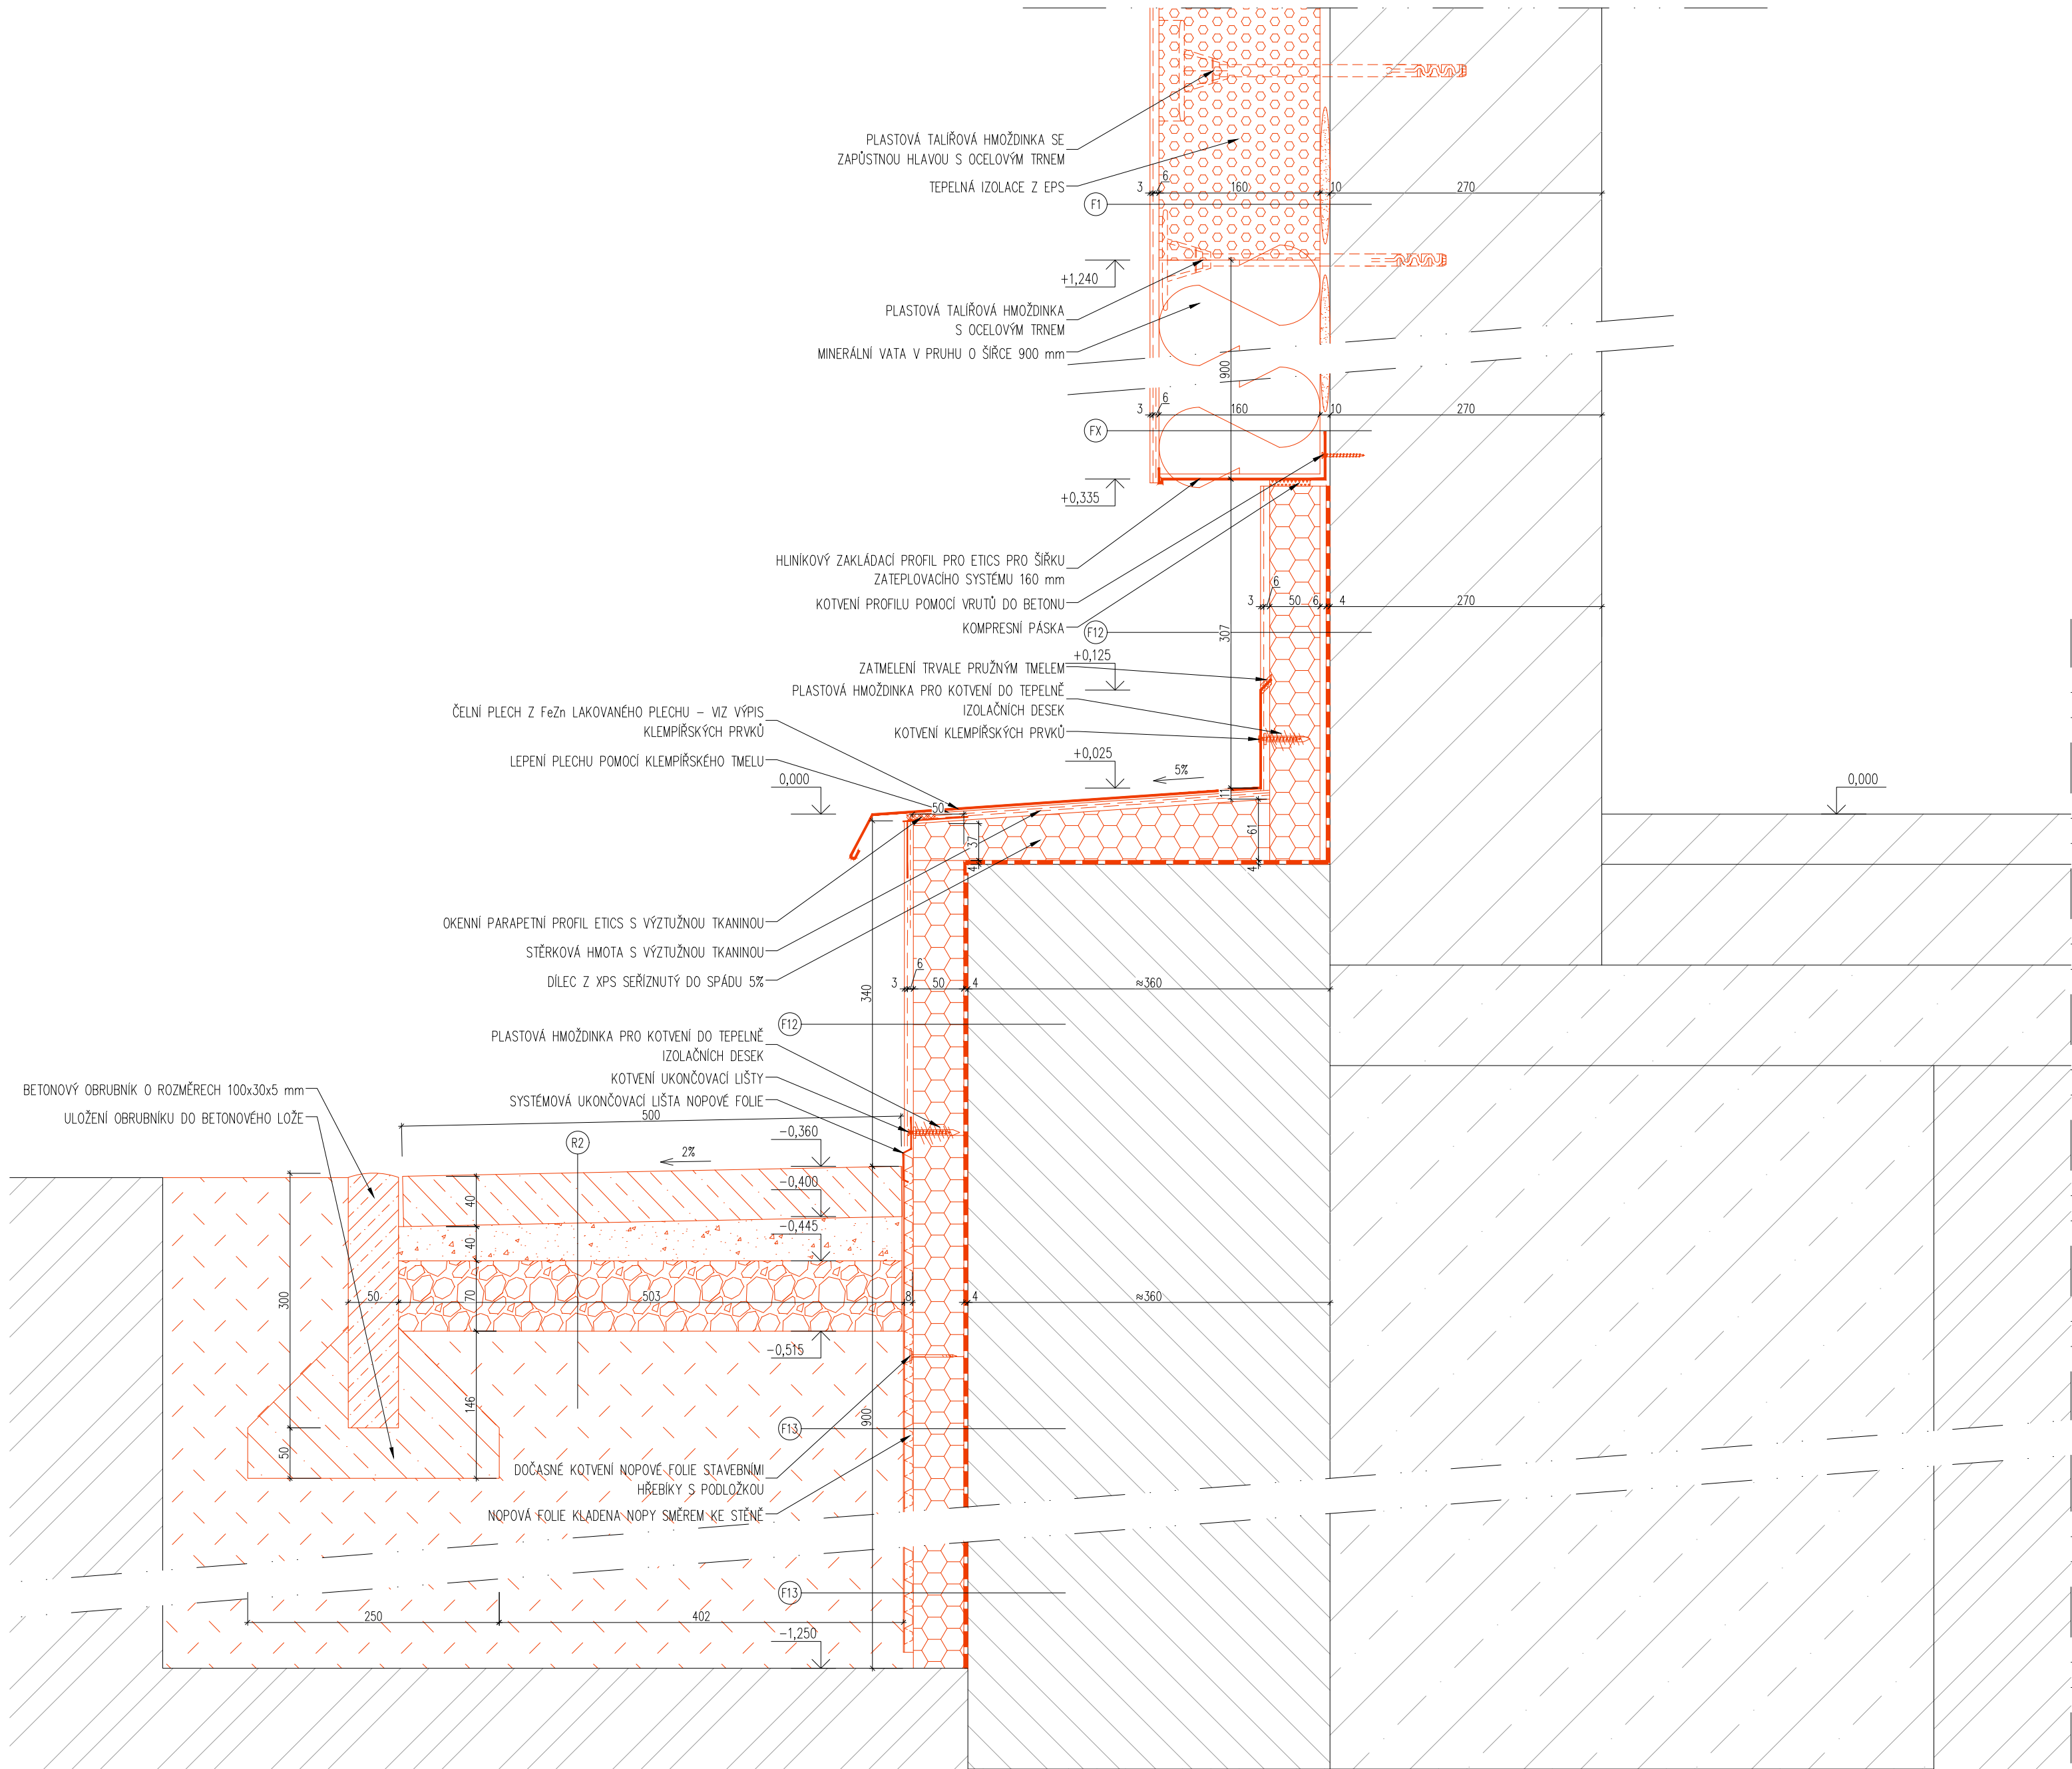 PLASTOVÁ TALÍŘOVÁ HMOŽDINKA SE
ZAPŮSTNOU HLAVOU S OCELOVÝM TRNEM
TEPELNÁ IZOLACE Z EPS
3 6 160 10 270
F1
+1,240
PLASTOVÁ TALÍŘOVÁ HMOŽDINKA
S OCELOVÝM TRNEM
MINERÁLNÍ VATA V PRUHU O ŠÍŘCE 900 mm
900
3 6 160 10 270
FX
+0,335
HLINÍKOVÝ ZAKLÁDACÍ PROFIL PRO ETICS PRO ŠÍŘKU
ZATEPLOVACÍHO SYSTÉMU 160 mm
KOTVENÍ PROFILU POMOCÍ VRUTŮ DO BETONU
KOMPRESNÍ PÁSKA
3 6 50 6 4 270
F12
307
+0,125
ZATMELENÍ TRVALE PRUŽNÝM TMELEM
PLASTOVÁ HMOŽDINKA PRO KOTVENÍ DO TEPELNĚ
IZOLAČNÍCH DESEK
KOTVENÍ KLEMPÍŘSKÝCH PRVKŮ
ČELNÍ PLECH Z FeZn LAKOVANÉHO PLECHU – VIZ VÝPIS
KLEMPÍŘSKÝCH PRVKŮ
LEPENÍ PLECHU POMOCÍ KLEMPÍŘSKÉHO TMELU
+0,025
5%
0,000
0,000
50
11
61
37
4
4
OKENNÍ PARAPETNÍ PROFIL ETICS S VÝZTUŽNOU TKANINOU
STĚRKOVÁ HMOTA S VÝZTUŽNOU TKANINOU
DÍLEC Z XPS SEŘÍZNUTÝ DO SPÁDU 5%
340
3 6 50 4 ≈360
F12
PLASTOVÁ HMOŽDINKA PRO KOTVENÍ DO TEPELNĚ
IZOLAČNÍCH DESEK
KOTVENÍ UKONČOVACÍ LIŠTY
SYSTÉMOVÁ UKONČOVACÍ LIŠTA NOPOVÉ FOLIE
BETONOVÝ OBRUBNÍK O ROZMĚRECH 100x30x5 mm
ULOŽENÍ OBRUBNÍKU DO BETONOVÉHO LOŽE
500
R2
2%
-0,360
-0,400
-0,445
-0,515
40
40
70
146
300
50
50 503 8 4 ≈360
900
F13
DOČASNÉ KOTVENÍ NOPOVÉ FOLIE STAVEBNÍMI
HŘEBÍKY S PODLOŽKOU
NOPOVÁ FOLIE KLADENA NOPY SMĚREM KE STĚNĚ
F13
250 402
-1,250